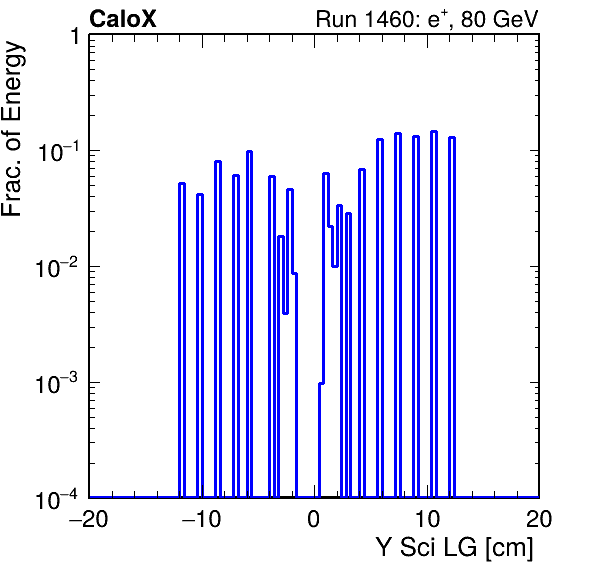 CaloX Run 1460: e⁺, 80 GeV
Frac. of Energy
1
10⁻¹
10⁻²
10⁻³
10⁻⁴
−20 −10 0 10 20
Y Sci LG [cm]